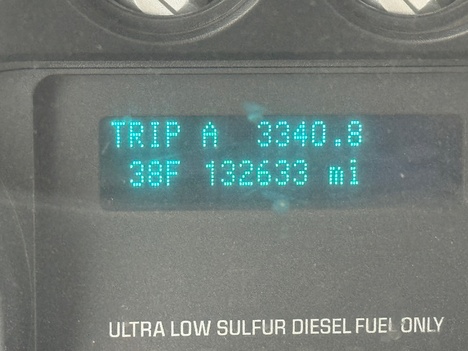 TRIP A 3340.8
38F 132633 mi
ULTRA LOW SULFUR DIESEL FUEL ONLY